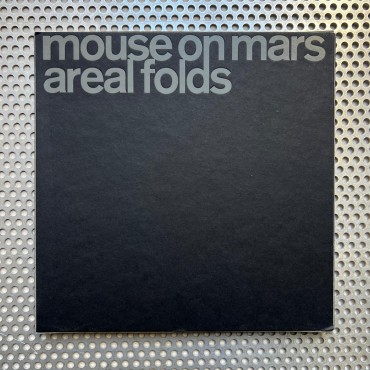 mouse on mars
areal folds